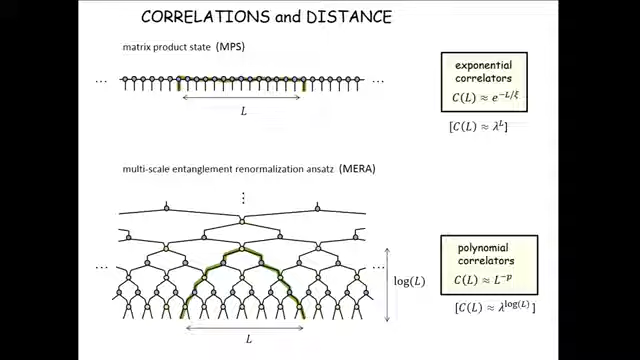 CORRELATIONS and DISTANCE
matrix product state (MPS)
... ...
L
exponential
correlators
C(L) ≈ e^{-L/ξ}
[C(L) ≈ λ^L]
multi-scale entanglement renormalization ansatz (MERA)
⋮
... ...
log(L)
L
polynomial
correlators
C(L) ≈ L^{-p}
[C(L) ≈ λ^{log(L)}]